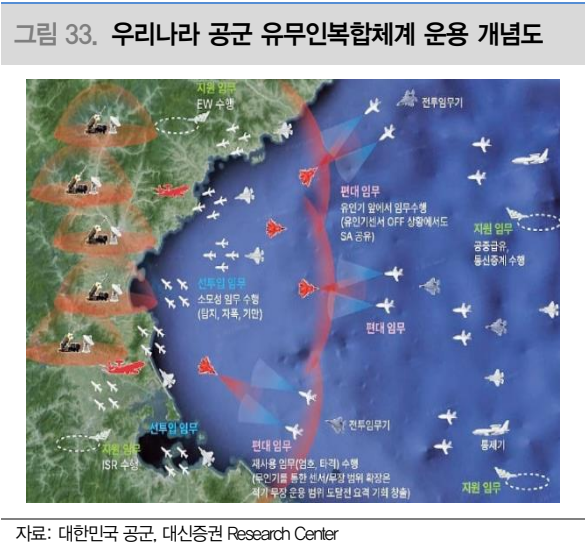 그림 33. 우리나라 공군 유무인복합체계 운용 개념도
지원 임무
EW 수행
전투임무기
편대 임무
유인기 앞에서 임무수행
(유인기센서 OFF 상황에서도
SA 공유)
지원 임무
공중급유,
통신중계 수행
선투입 임무
소모성 임무 수행
(탐지, 자폭, 기만)
편대 임무
선투입 임무
전투임무기
지원 임무
ISR 수행
편대 임무
재사용 임무(엄호, 타격) 수행
(무인기를 통한 센서/무장 범위 확장은
적기 무장 운용 범위 도달전 요격 기회 창출)
통제기
지원 임무
자료: 대한민국 공군, 대신증권 Research Center